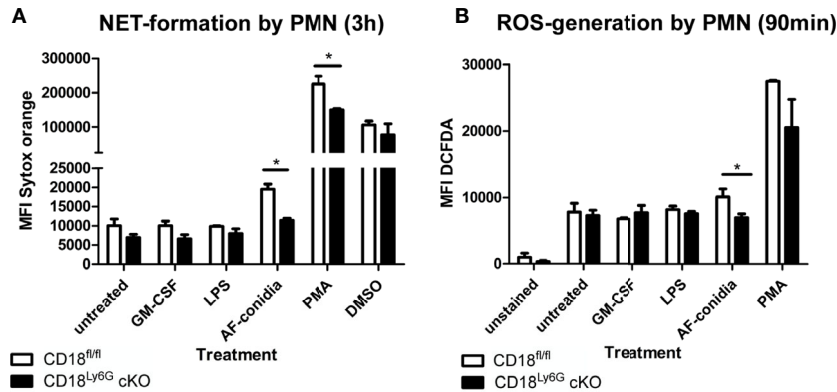 A
NET-formation by PMN (3h)
MFI Sytox orange
300000
200000
100000
25000
20000
15000
10000
5000
0
*
*
untreated
GM-CSF
LPS
AF-conidia
PMA
DMSO
Treatment
CD18fl/fl
CD18Ly6G cKO
B
ROS-generation by PMN (90min)
MFI DCFDA
30000
20000
10000
0
*
unstained
untreated
GM-CSF
LPS
AF-conidia
PMA
Treatment
CD18fl/fl
CD18Ly6G cKO